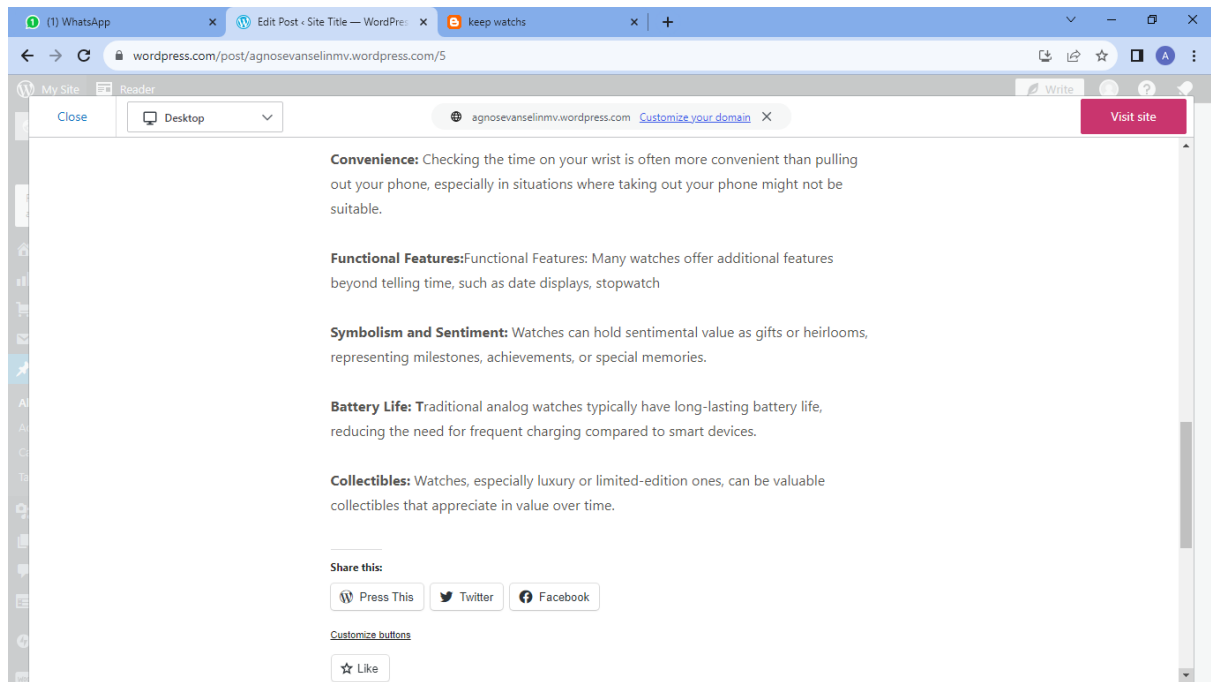 (1) WhatsApp
Edit Post ‹ Site Title — WordPres
keep watchs
wordpress.com/post/agnosevanselinmv.wordpress.com/5
A
My Site
Reader
Write
Close
Desktop
agnosevanselinmv.wordpress.com Customize your domain
Visit site
Convenience: Checking the time on your wrist is often more convenient than pulling
out your phone, especially in situations where taking out your phone might not be
suitable.
Functional Features:Functional Features: Many watches offer additional features
beyond telling time, such as date displays, stopwatch
Symbolism and Sentiment: Watches can hold sentimental value as gifts or heirlooms,
representing milestones, achievements, or special memories.
Battery Life: Traditional analog watches typically have long-lasting battery life,
reducing the need for frequent charging compared to smart devices.
Collectibles: Watches, especially luxury or limited-edition ones, can be valuable
collectibles that appreciate in value over time.
Share this:
Press This
Twitter
Facebook
Customize buttons
Like